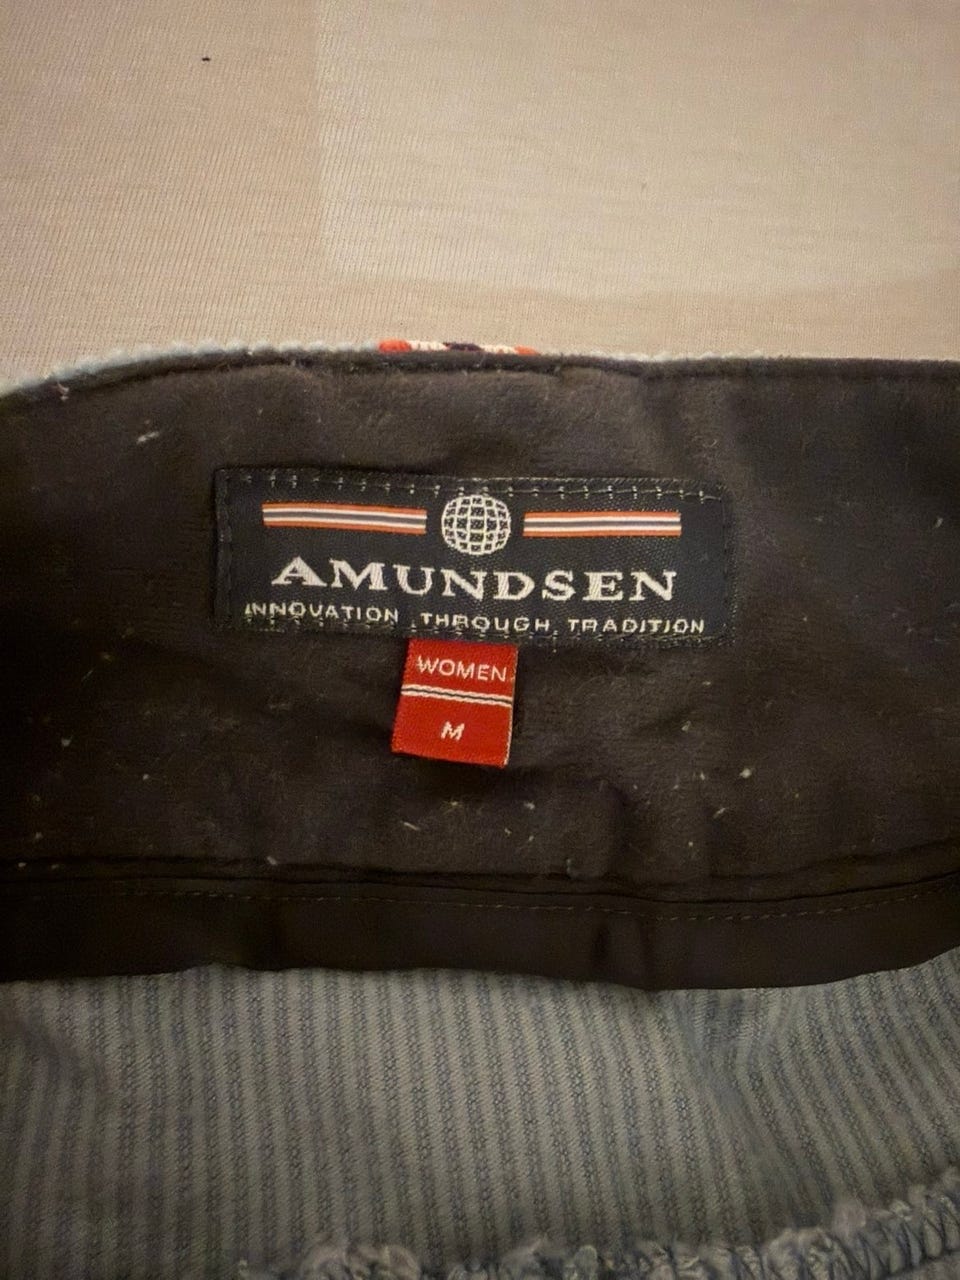 AMUNDSEN
INNOVATION THROUGH TRADITION
WOMEN
M